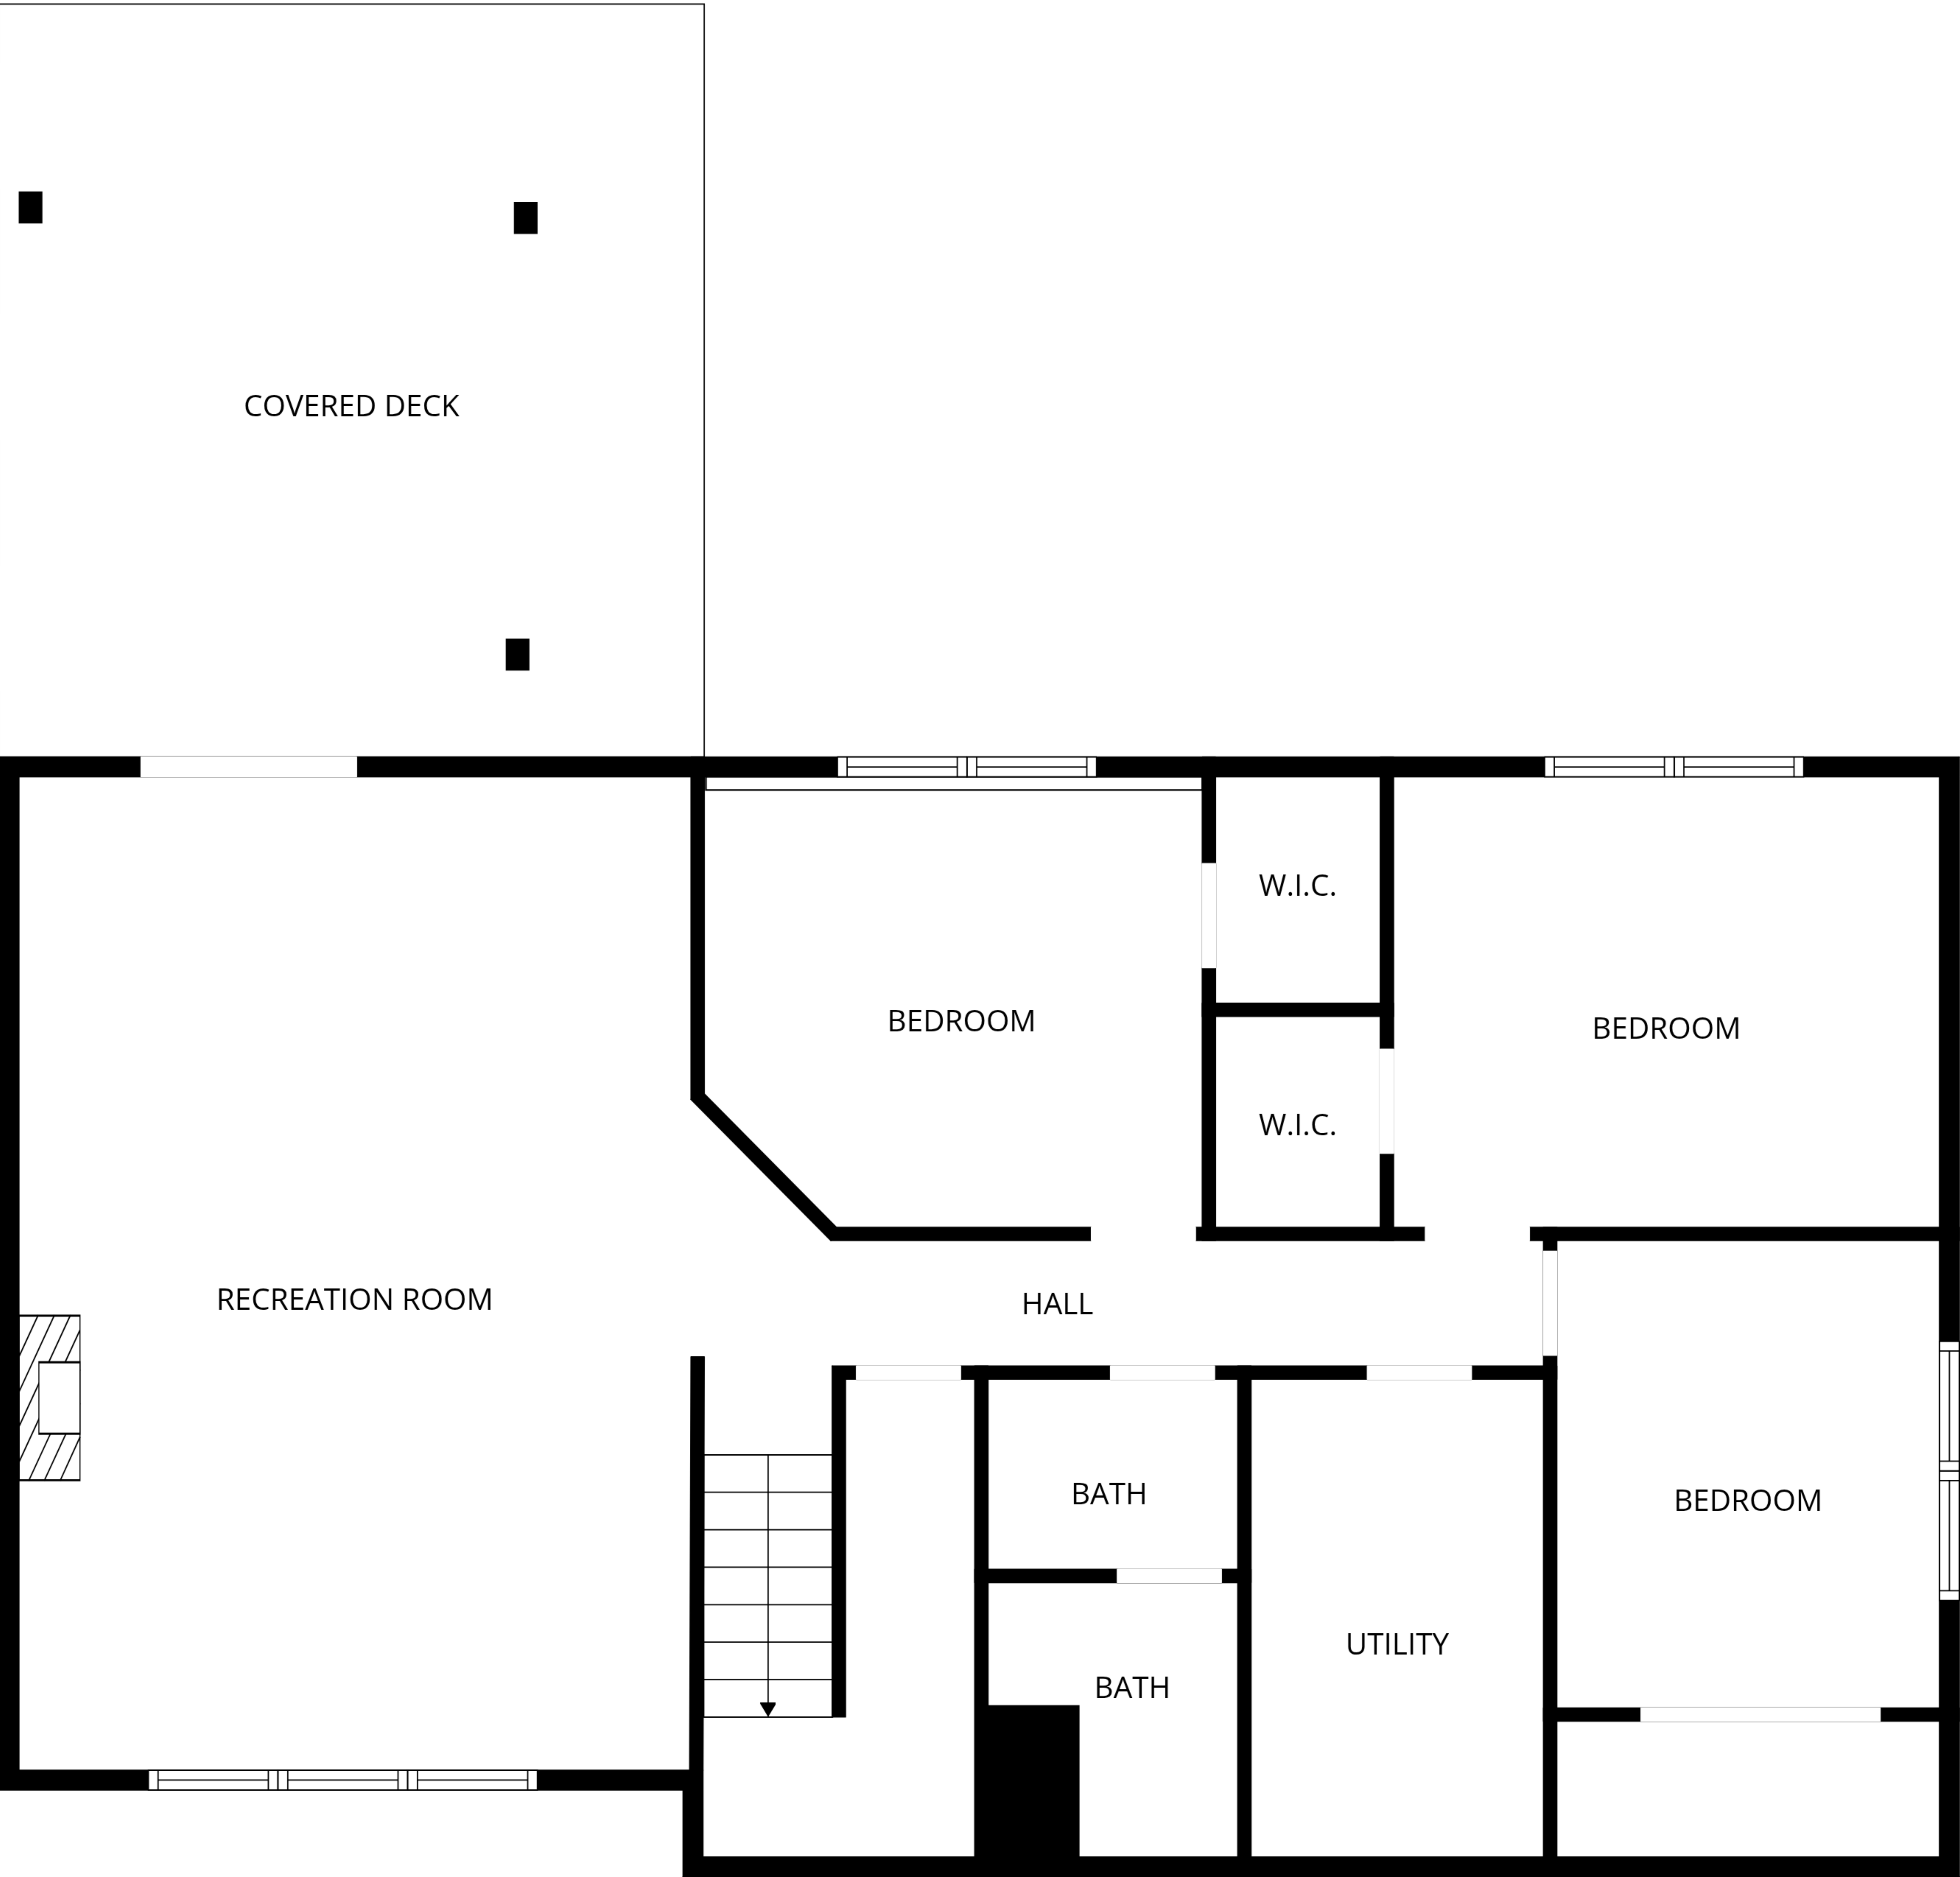 COVERED DECK
W.I.C.
BEDROOM
BEDROOM
W.I.C.
RECREATION ROOM
HALL
BATH
BEDROOM
UTILITY
BATH